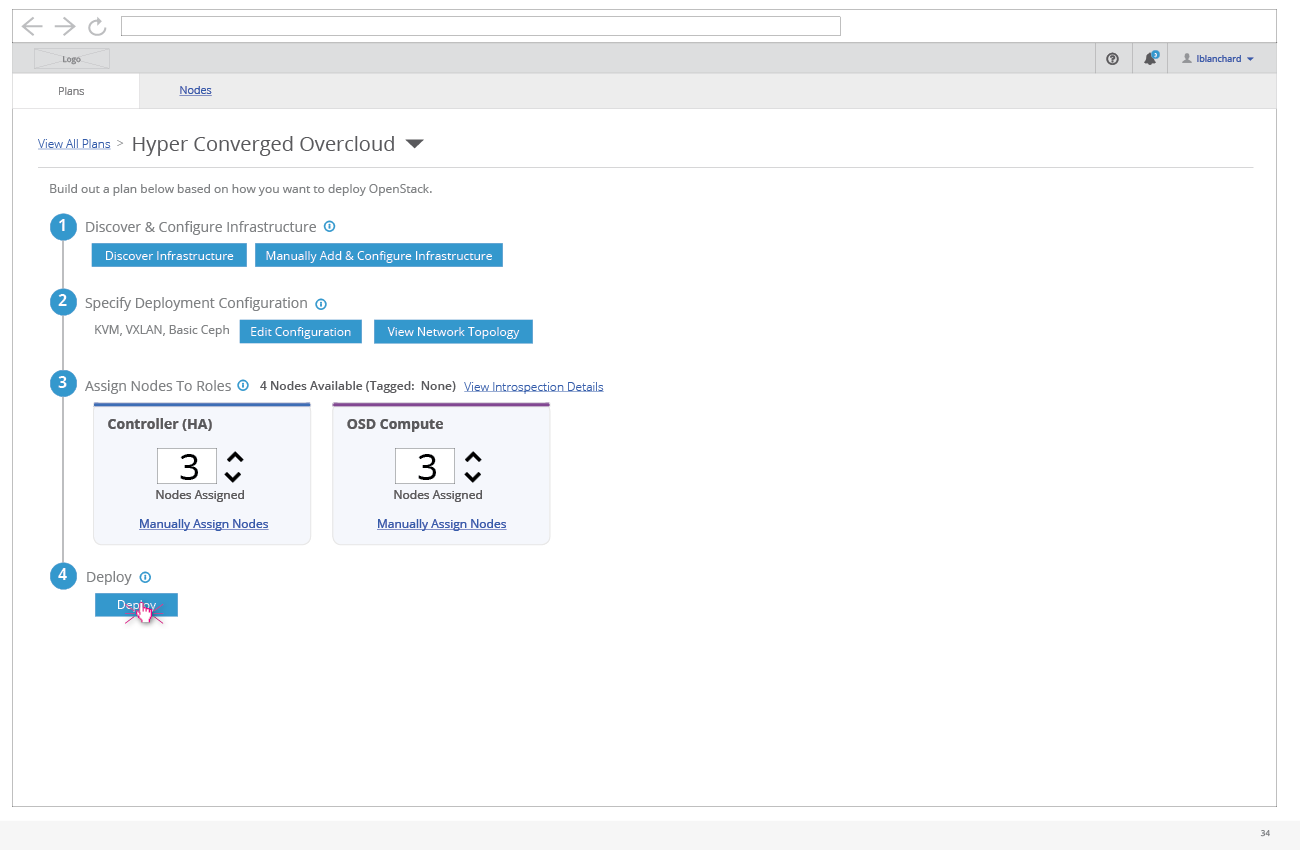 Logo
3
lblanchard
Plans
Nodes
View All Plans > Hyper Converged Overcloud
Build out a plan below based on how you want to deploy OpenStack.
1 Discover & Configure Infrastructure
Discover Infrastructure Manually Add & Configure Infrastructure
2 Specify Deployment Configuration
KVM, VXLAN, Basic Ceph Edit Configuration View Network Topology
3 Assign Nodes To Roles 4 Nodes Available (Tagged: None) View Introspection Details
Controller (HA)
3
Nodes Assigned
Manually Assign Nodes
OSD Compute
3
Nodes Assigned
Manually Assign Nodes
4 Deploy
Deploy
34